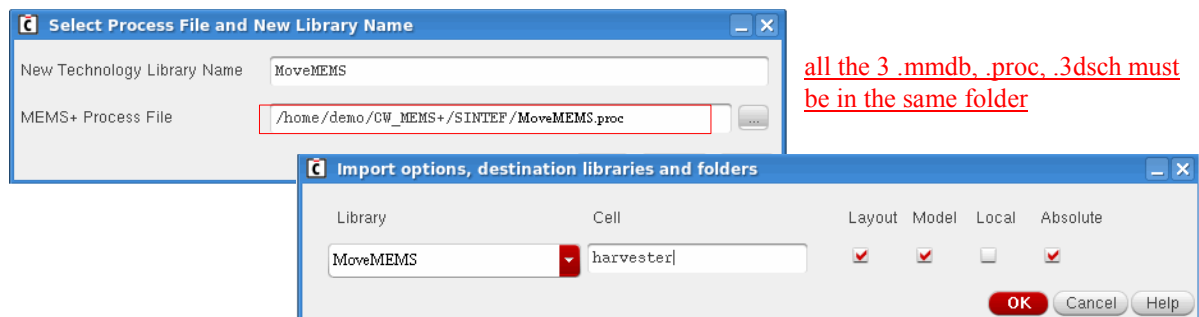 Select Process File and New Library Name
New Technology Library Name MoveMEMS
MEMS+ Process File /home/demo/CW_MEMS+/SINTEF/MoveMEMS.proc ...
all the 3 .mmdb, .proc, .3dsch must
be in the same folder
Import options, destination libraries and folders
Library Cell Layout Model Local Absolute
MoveMEMS harvester
OK Cancel Help